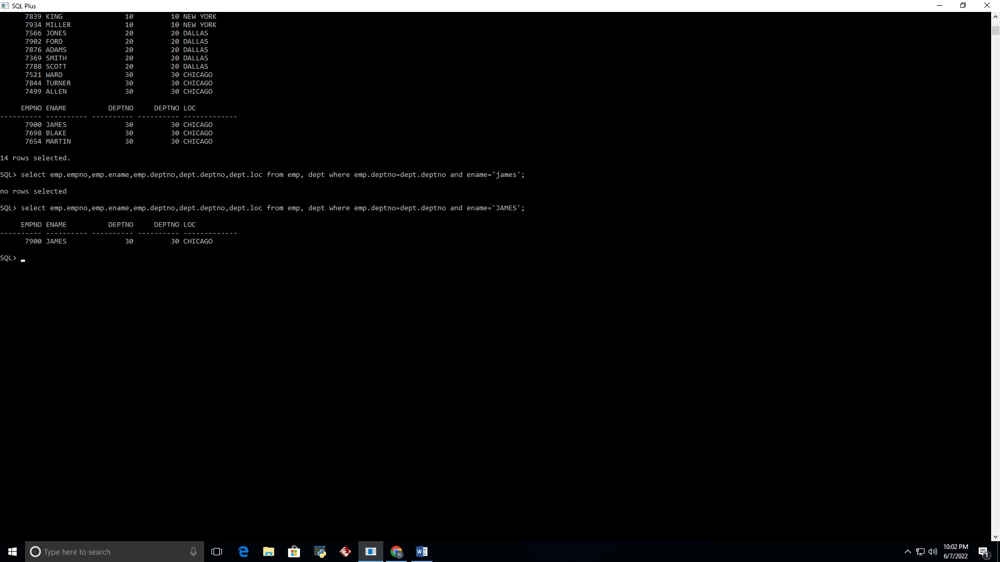 SQL Plus
      7839 KING               10         10 NEW YORK
      7934 MILLER             10         10 NEW YORK
      7566 JONES              20         20 DALLAS
      7902 FORD               20         20 DALLAS
      7876 ADAMS              20         20 DALLAS
      7369 SMITH              20         20 DALLAS
      7788 SCOTT              20         20 DALLAS
      7521 WARD               30         30 CHICAGO
      7844 TURNER             30         30 CHICAGO
      7499 ALLEN              30         30 CHICAGO
     EMPNO ENAME          DEPTNO     DEPTNO LOC
---------- ---------- ---------- ---------- -------------
      7900 JAMES              30         30 CHICAGO
      7698 BLAKE              30         30 CHICAGO
      7654 MARTIN             30         30 CHICAGO
14 rows selected.
SQL> select emp.empno,emp.ename,emp.deptno,dept.deptno,dept.loc from emp, dept where emp.deptno=dept.deptno and ename='james';
no rows selected
SQL> select emp.empno,emp.ename,emp.deptno,dept.deptno,dept.loc from emp, dept where emp.deptno=dept.deptno and ename='JAMES';
     EMPNO ENAME          DEPTNO     DEPTNO LOC
---------- ---------- ---------- ---------- -------------
      7900 JAMES              30         30 CHICAGO
SQL> _
Type here to search
10:02 PM
6/7/2022
1